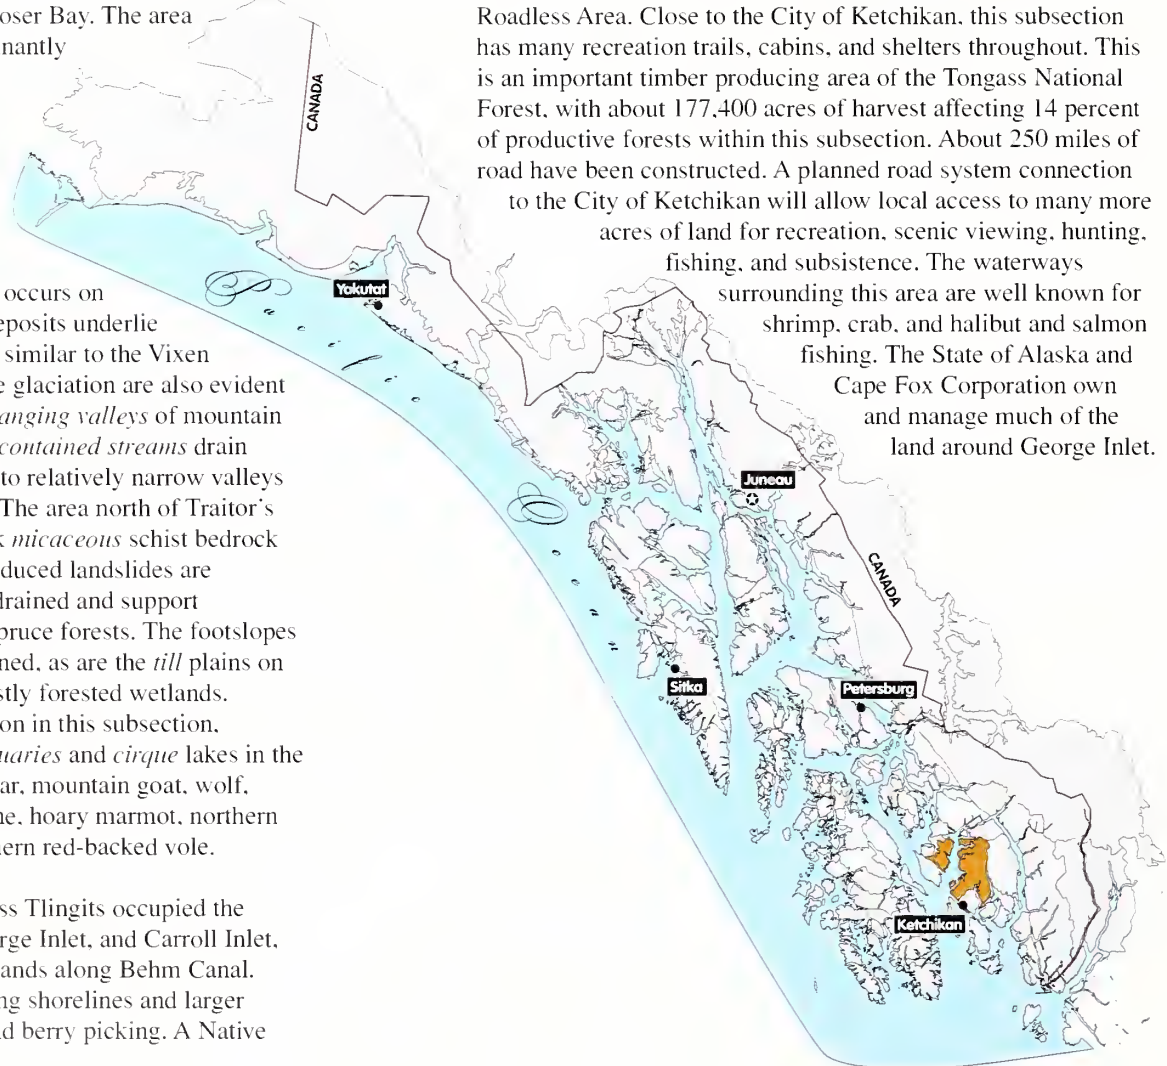 oser Bay. The area
nantly
occurs on
eposits underlie
similar to the Vixen
e glaciation are also evident
anging valleys of mountain
contained streams drain
to relatively narrow valleys
The area north of Traitor's
k micaceous schist bedrock
duced landslides are
drained and support
pruce forests. The footslopes
ned, as are the till plains on
stly forested wetlands.
on in this subsection,
uaries and cirque lakes in the
ar, mountain goat, wolf,
ne, hoary marmot, northern
ern red-backed vole.
ss Tlingits occupied the
rge Inlet, and Carroll Inlet,
ands along Behm Canal.
ng shorelines and larger
d berry picking. A Native
Roadless Area. Close to the City of Ketchikan, this subsection
has many recreation trails, cabins, and shelters throughout. This
is an important timber producing area of the Tongass National
Forest, with about 177,400 acres of harvest affecting 14 percent
of productive forests within this subsection. About 250 miles of
road have been constructed. A planned road system connection
to the City of Ketchikan will allow local access to many more
acres of land for recreation, scenic viewing, hunting,
fishing, and subsistence. The waterways
surrounding this area are well known for
shrimp, crab, and halibut and salmon
fishing. The State of Alaska and
Cape Fox Corporation own
and manage much of the
land around George Inlet.
CANADA
Yakutat
Pacific
Ocean
Juneau
CANADA
Sitka
Petersburg
Ketchikan